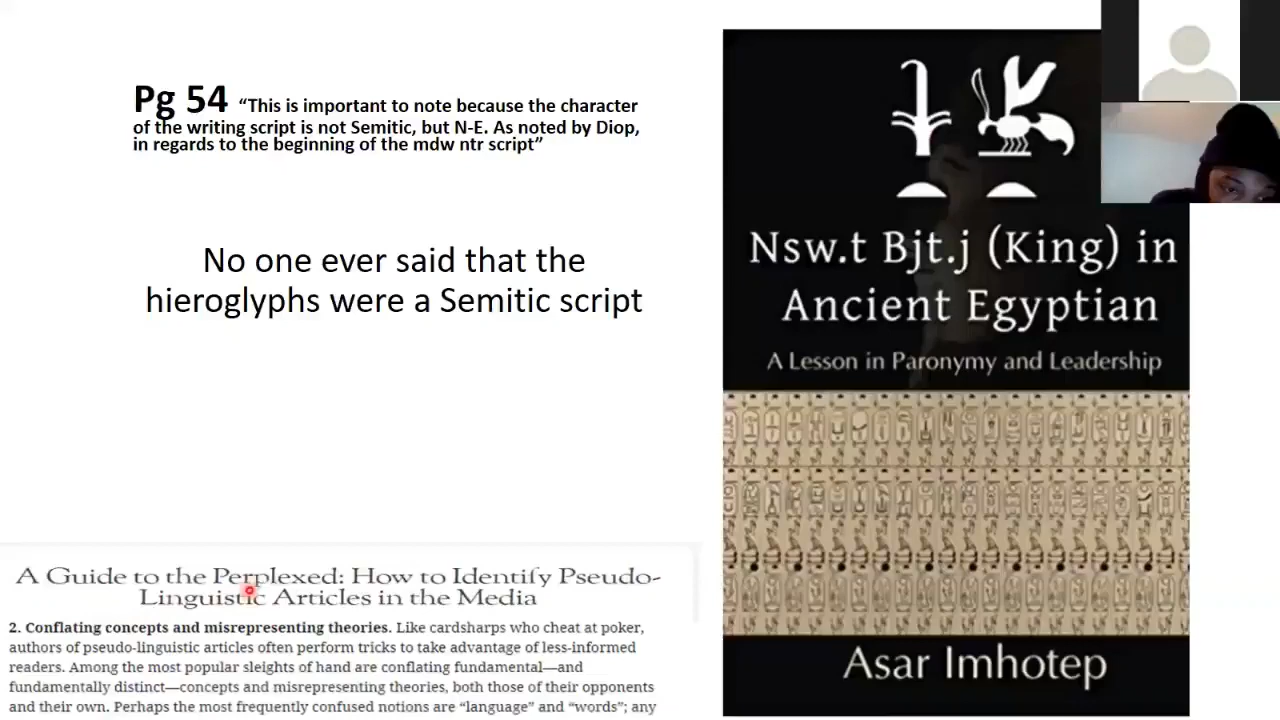 Pg 54 “This is important to note because the character
of the writing script is not Semitic, but N-E. As noted by Diop,
in regards to the beginning of the mdw ntr script”
No one ever said that the
hieroglyphs were a Semitic script
A Guide to the Perplexed: How to Identify Pseudo-
Linguistic Articles in the Media
2. Conflating concepts and misrepresenting theories. Like cardsharps who cheat at poker,
authors of pseudo-linguistic articles often perform tricks to take advantage of less-informed
readers. Among the most popular sleights of hand are conflating fundamental—and
fundamentally distinct—concepts and misrepresenting theories, both those of their opponents
and their own. Perhaps the most frequently confused notions are “language” and “words”; any
Nsw.t Bjt.j (King) in
Ancient Egyptian
A Lesson in Paronymy and Leadership
Asar Imhotep